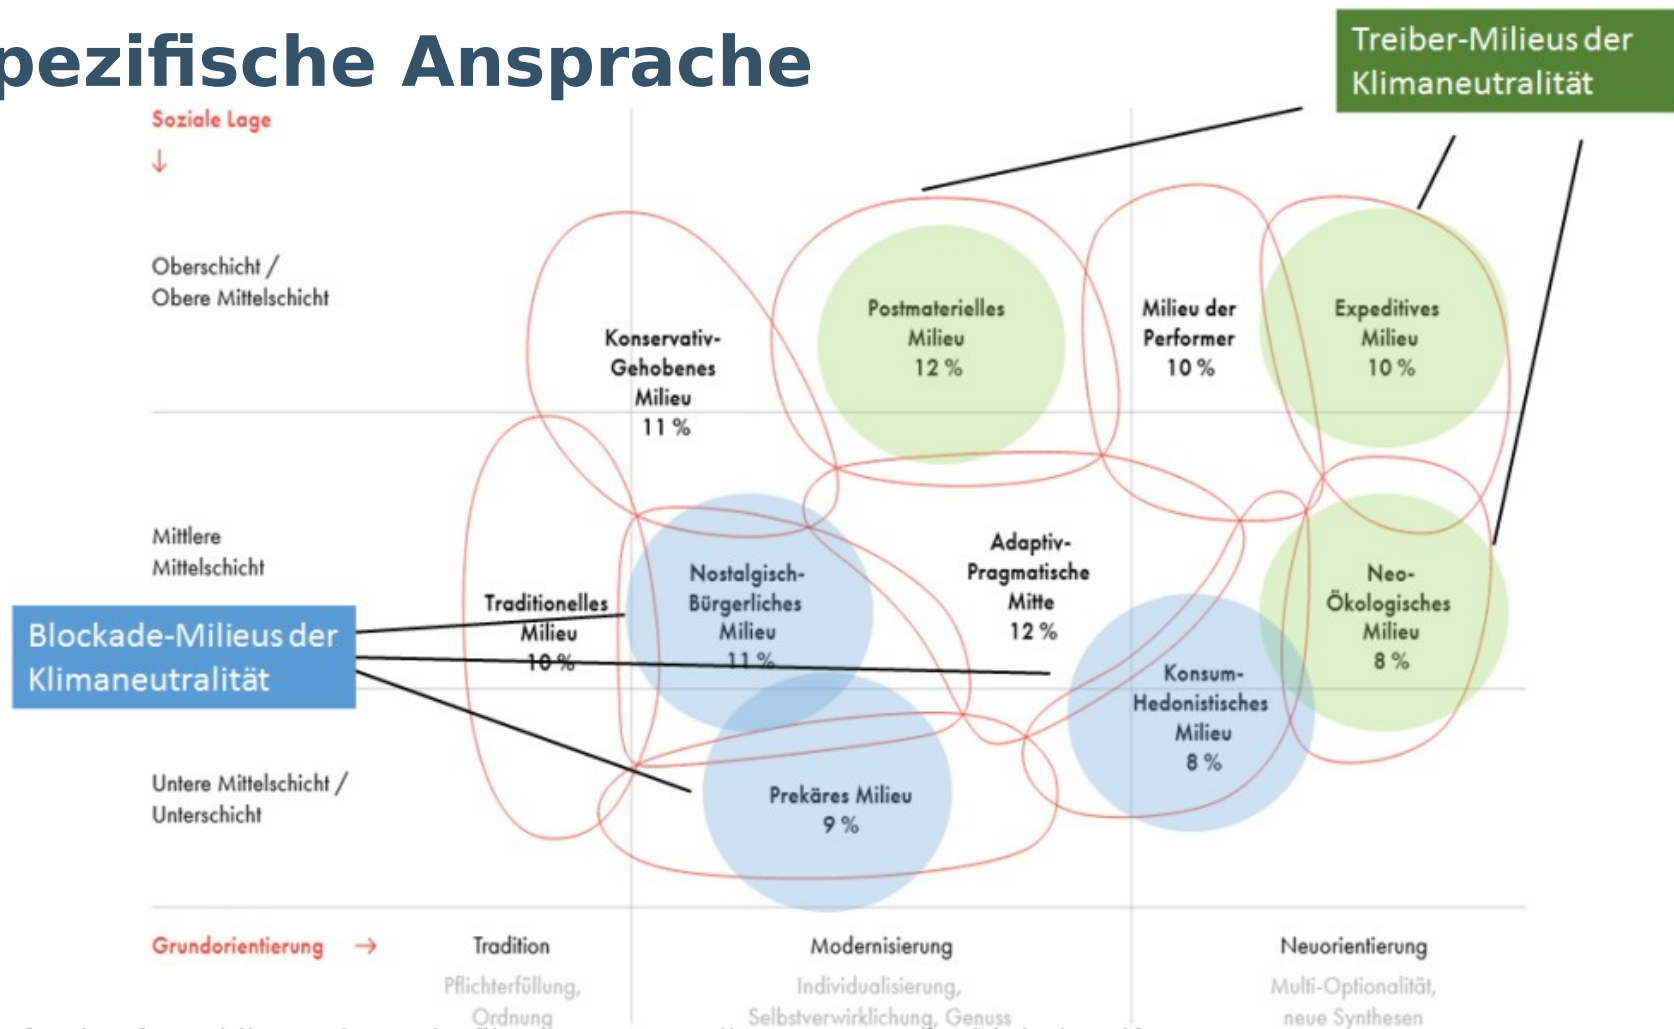 pezifische Ansprache
Treiber-Milieus der
Klimaneutralität
Soziale Lage
↓
Oberschicht /
Obere Mittelschicht
Konservativ-
Gehobenes
Milieu
11 %
Postmaterielles
Milieu
12 %
Milieu der
Performer
10 %
Expeditives
Milieu
10 %
Mittlere
Mittelschicht
Blockade-Milieus der
Klimaneutralität
Traditionelles
Milieu
10 %
Nostalgisch-
Bürgerliches
Milieu
11 %
Adaptiv-
Pragmatische
Mitte
12 %
Konsum-
Hedonistisches
Milieu
8 %
Neo-
Ökologisches
Milieu
8 %
Untere Mittelschicht /
Unterschicht
Prekäres Milieu
9 %
Grundorientierung →
Tradition
Pflichterfüllung,
Ordnung
Modernisierung
Individualisierung,
Selbstverwirklichung, Genuss
Neuorientierung
Multi-Optionalität,
neue Synthesen